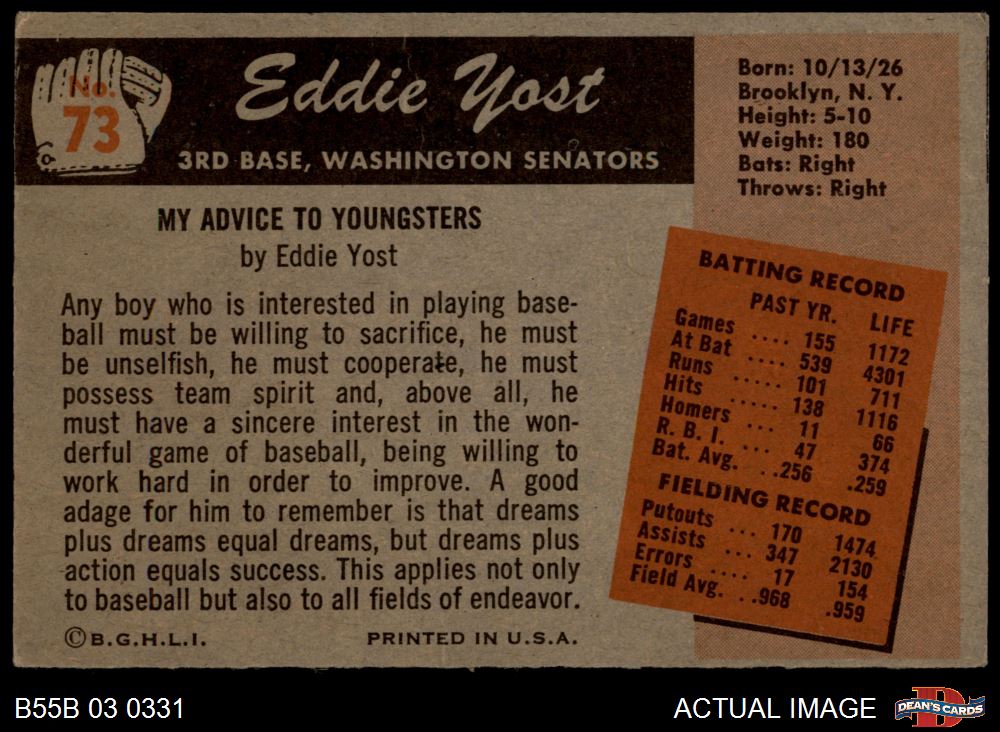 No.
73
Eddie Yost
3RD BASE, WASHINGTON SENATORS
Born: 10/13/26
Brooklyn, N. Y.
Height: 5-10
Weight: 180
Bats: Right
Throws: Right
MY ADVICE TO YOUNGSTERS
by Eddie Yost
Any boy who is interested in playing base-
ball must be willing to sacrifice, he must
be unselfish, he must cooperate, he must
possess team spirit and, above all, he
must have a sincere interest in the won-
derful game of baseball, being willing to
work hard in order to improve. A good
adage for him to remember is that dreams
plus dreams equal dreams, but dreams plus
action equals success. This applies not only
to baseball but also to all fields of endeavor.
©B.G.H.L.I. PRINTED IN U.S.A.
BATTING RECORD
PAST YR. LIFE
Games .... 155 1172
At Bat .... 539 4301
Runs ..... 101 711
Hits ..... 138 1116
Homers ... 11 66
R. B. I. ... 47 374
Bat. Avg. ..256 .259
FIELDING RECORD
Putouts ... 170 1474
Assists ... 347 2130
Errors .... 17 154
Field Avg. ..968 .959
B55B 03 0331
ACTUAL IMAGE
DEAN'S CARDS